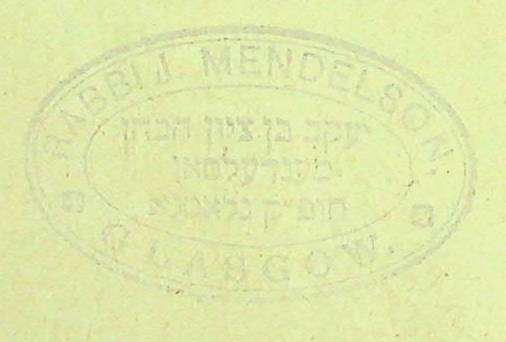 RABBI J. MENDELSON,
יעקב בן ציון הכהן
מענדעלסאן
חופ״ק גלאסגא
GLASGOW.